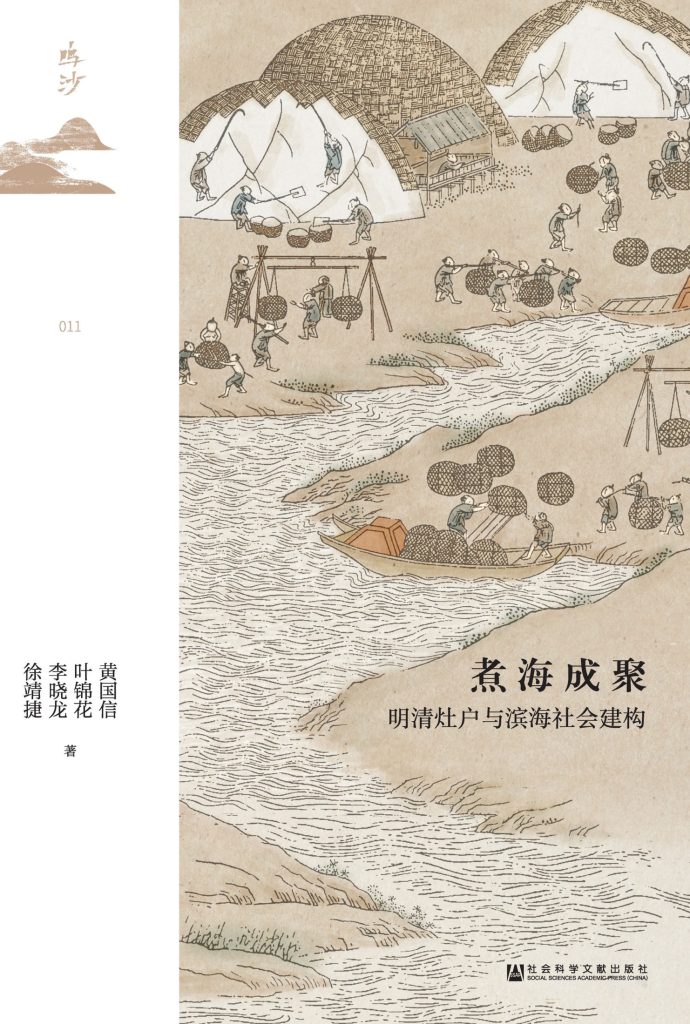 鸣沙
011
煮海成聚
明清灶户与滨海社会建构
黄国信
叶锦花
李晓龙
徐靖捷
著
社会科学文献出版社
SOCIAL SCIENCES ACADEMIC PRESS (CHINA)